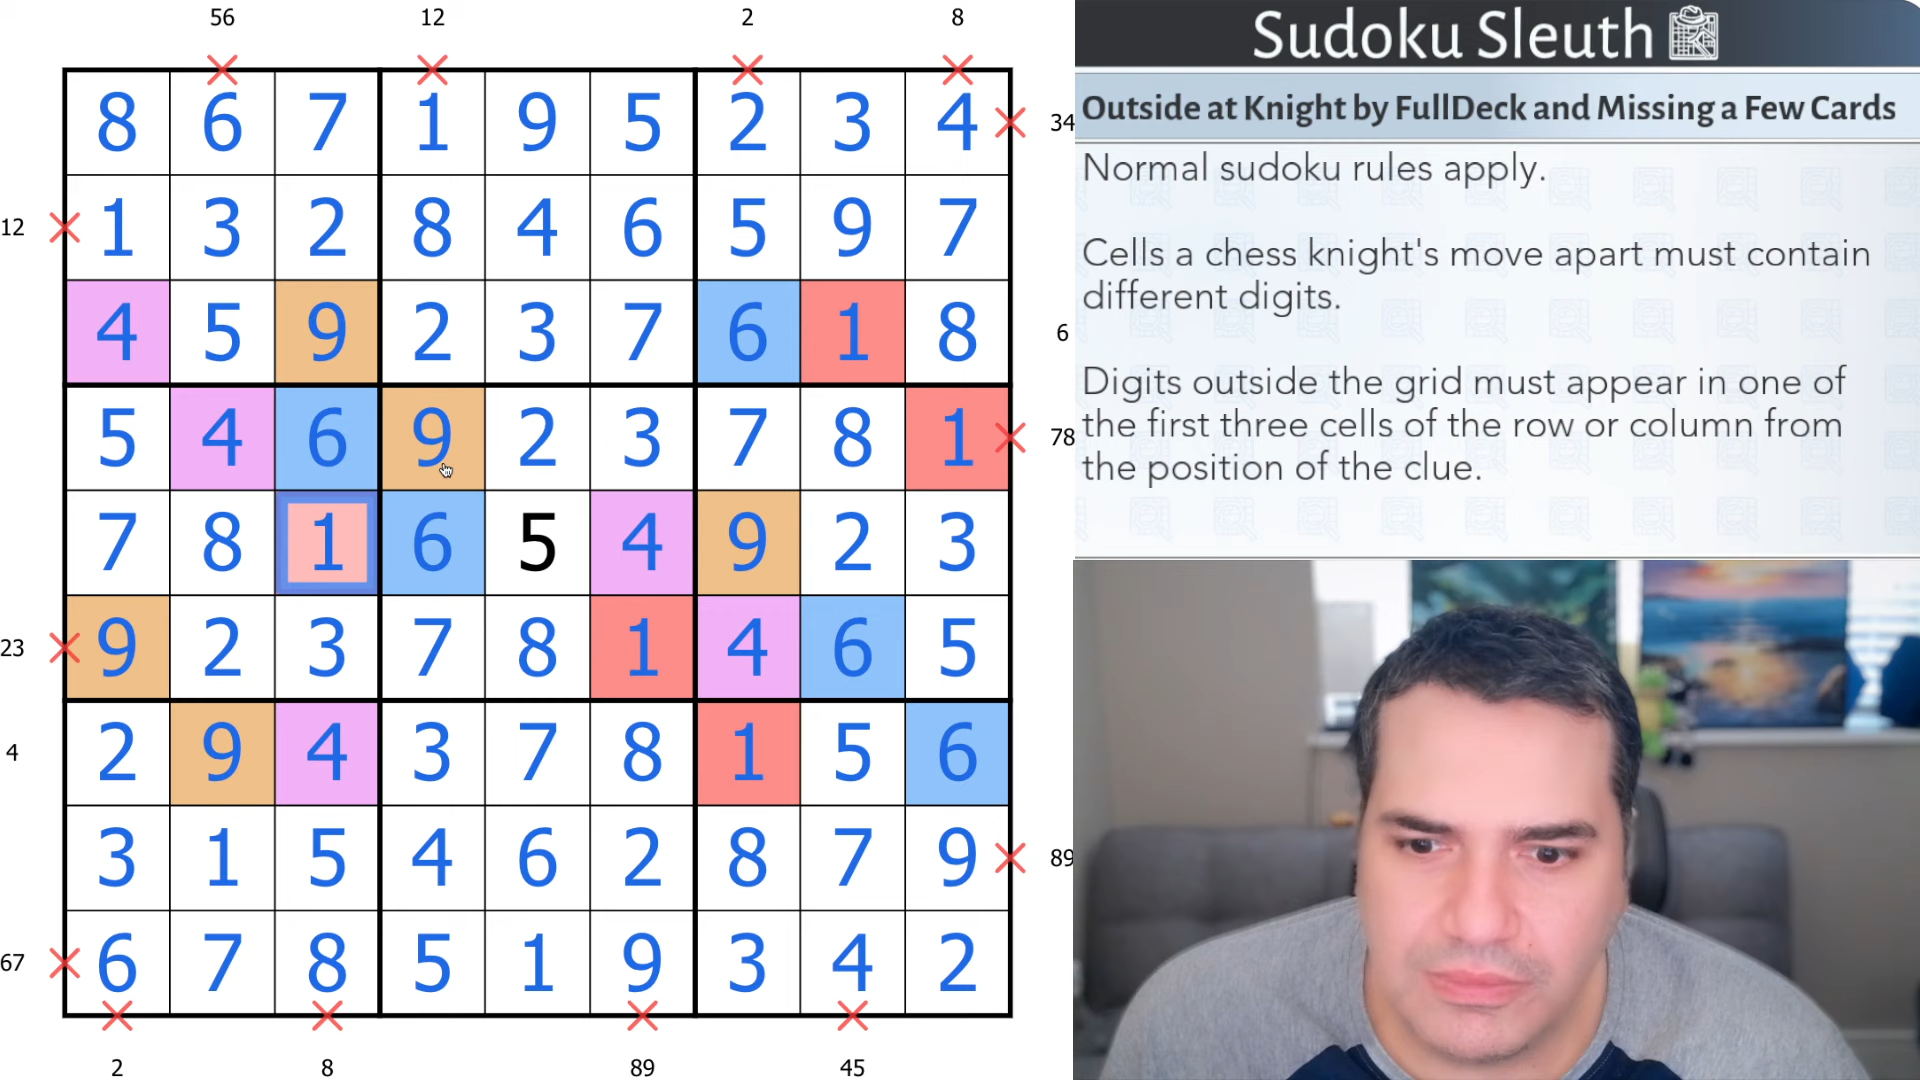 56 12 2 8
Sudoku Sleuth
Outside at Knight by FullDeck and Missing a Few Cards
Normal sudoku rules apply.
Cells a chess knight's move apart must contain
different digits.
Digits outside the grid must appear in one of
the first three cells of the row or column from
the position of the clue.
8 6 7 1 9 5 2 3 4 34
12 1 3 2 8 4 6 5 9 7
4 5 9 2 3 7 6 1 8 6
5 4 6 9 2 3 7 8 1 78
7 8 1 6 5 4 9 2 3
23 9 2 3 7 8 1 4 6 5
4 2 9 4 3 7 8 1 5 6
3 1 5 4 6 2 8 7 9 89
67 6 7 8 5 1 9 3 4 2
2 8 89 45